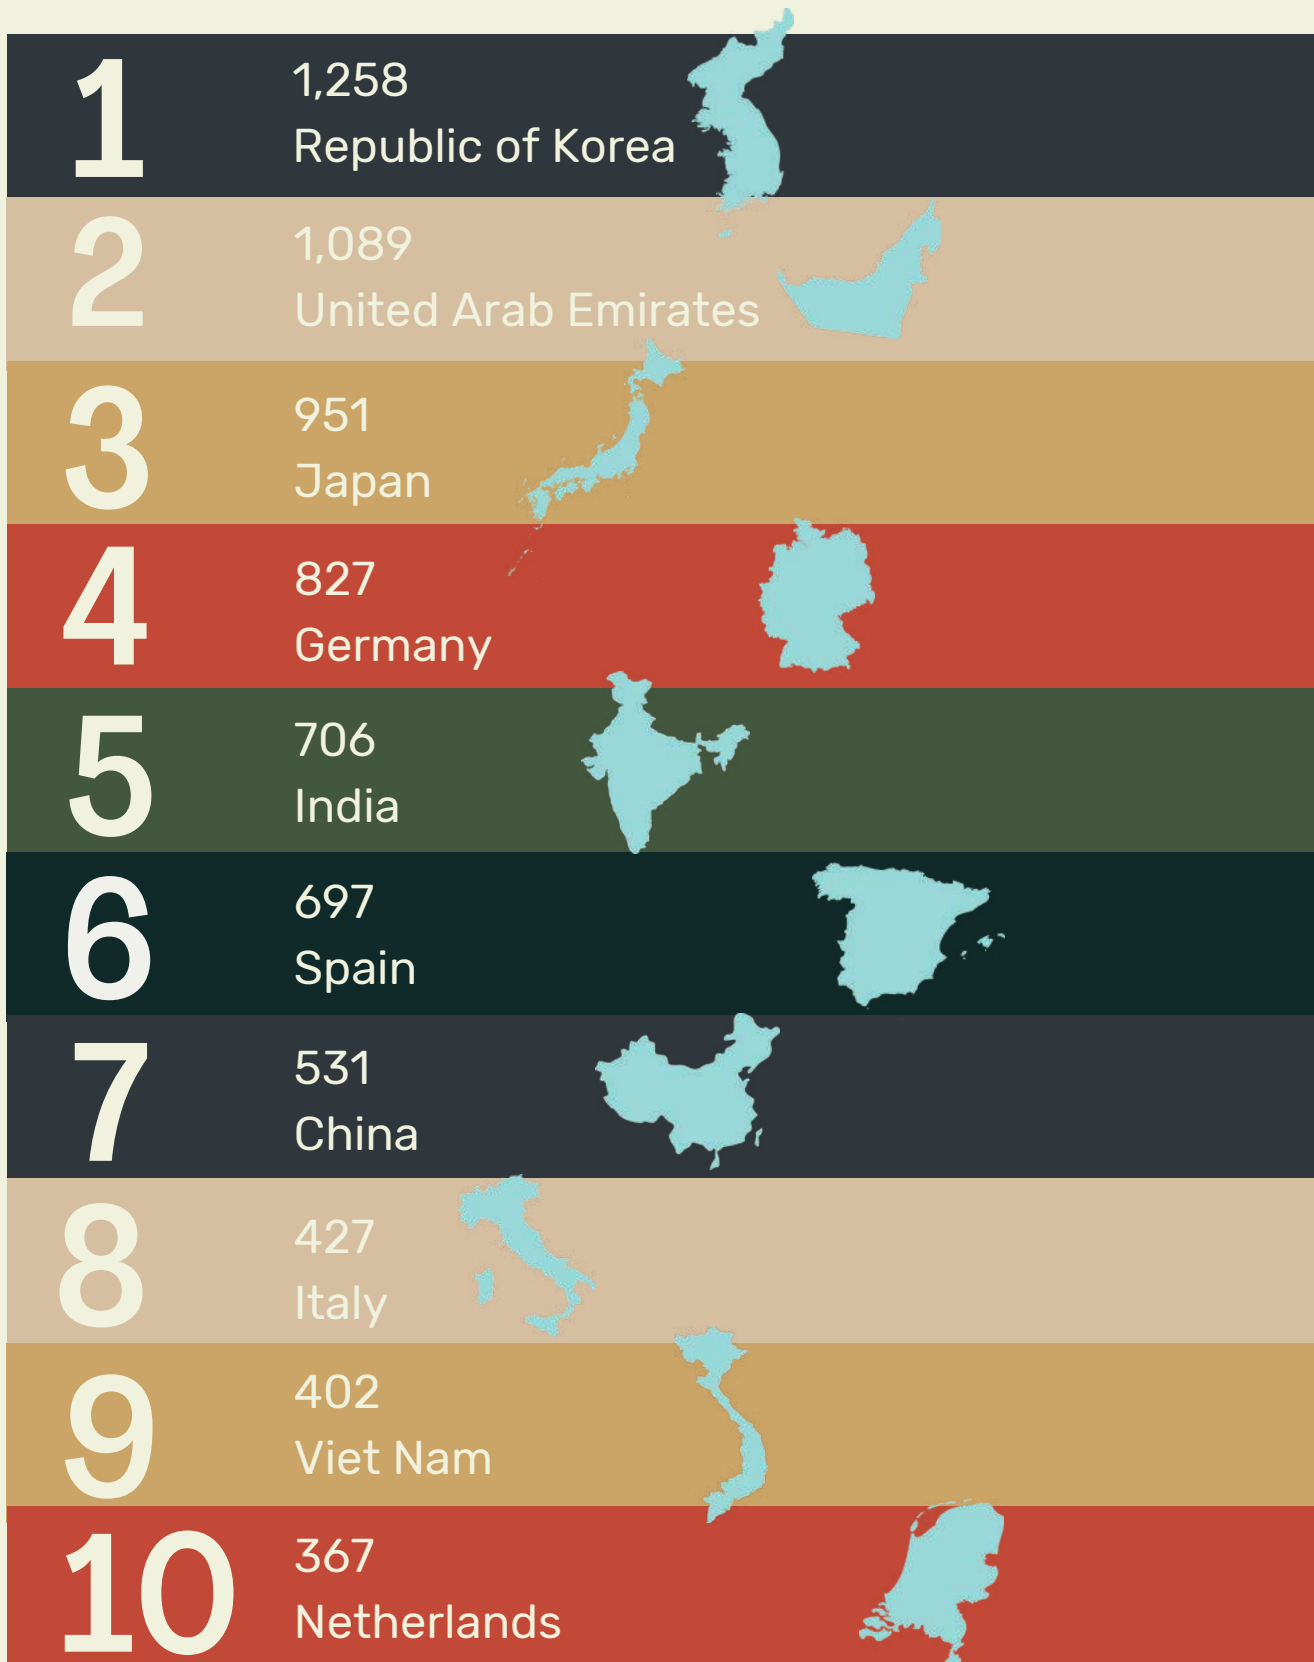 1
1,258
Republic of Korea
2
1,089
United Arab Emirates
3
951
Japan
4
827
Germany
5
706
India
6
697
Spain
7
531
China
8
427
Italy
9
402
Viet Nam
10
367
Netherlands